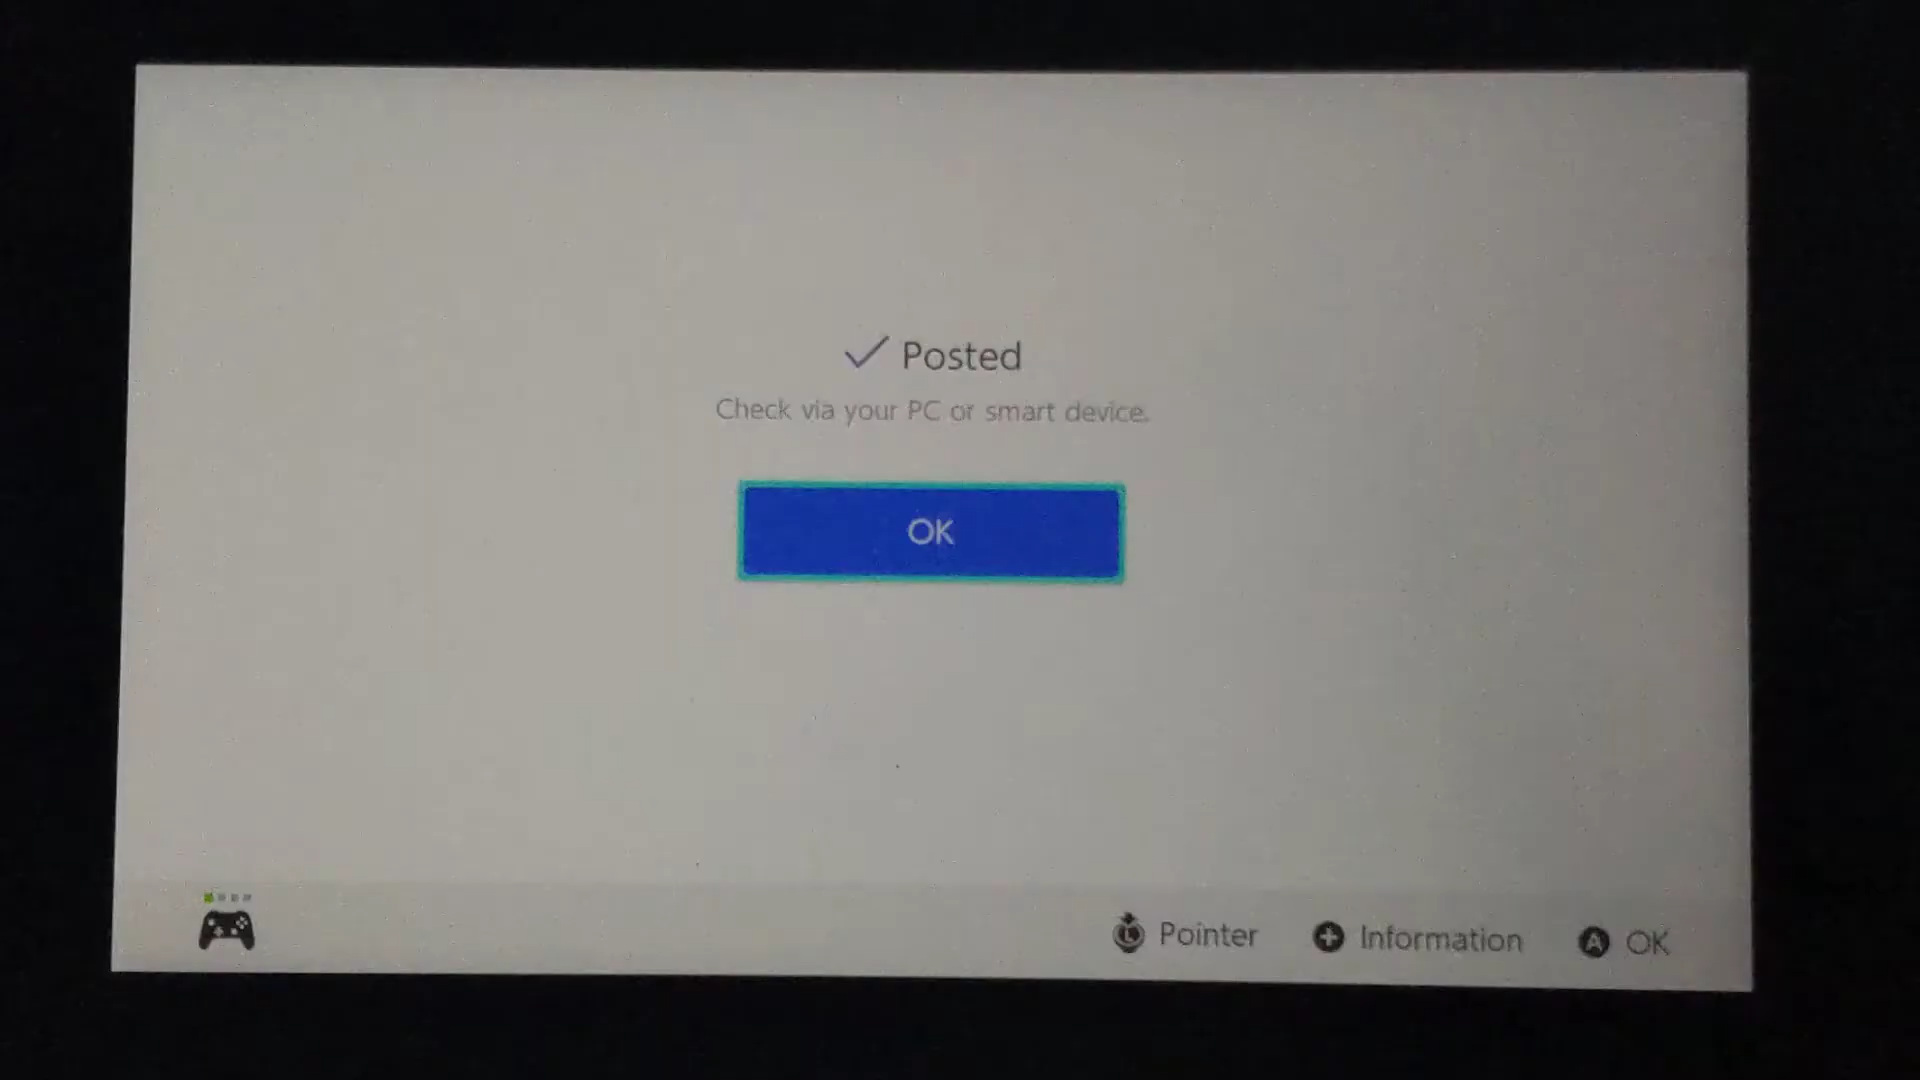 Posted
Check via your PC or smart device.
OK
L Pointer
Information
A OK